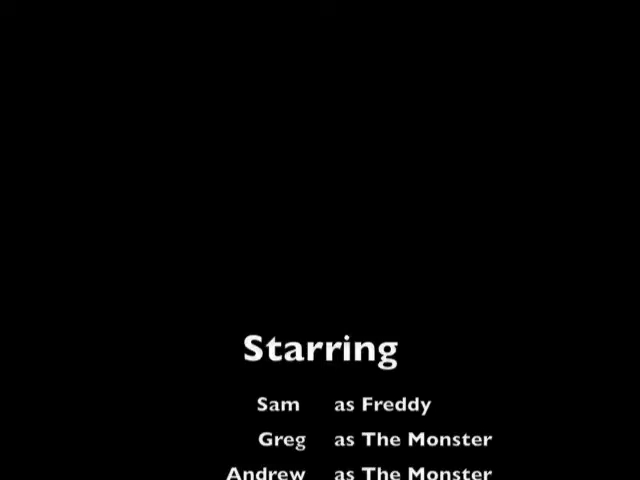 Starring
Sam as Freddy
Greg as The Monster
Andrew as The Monster